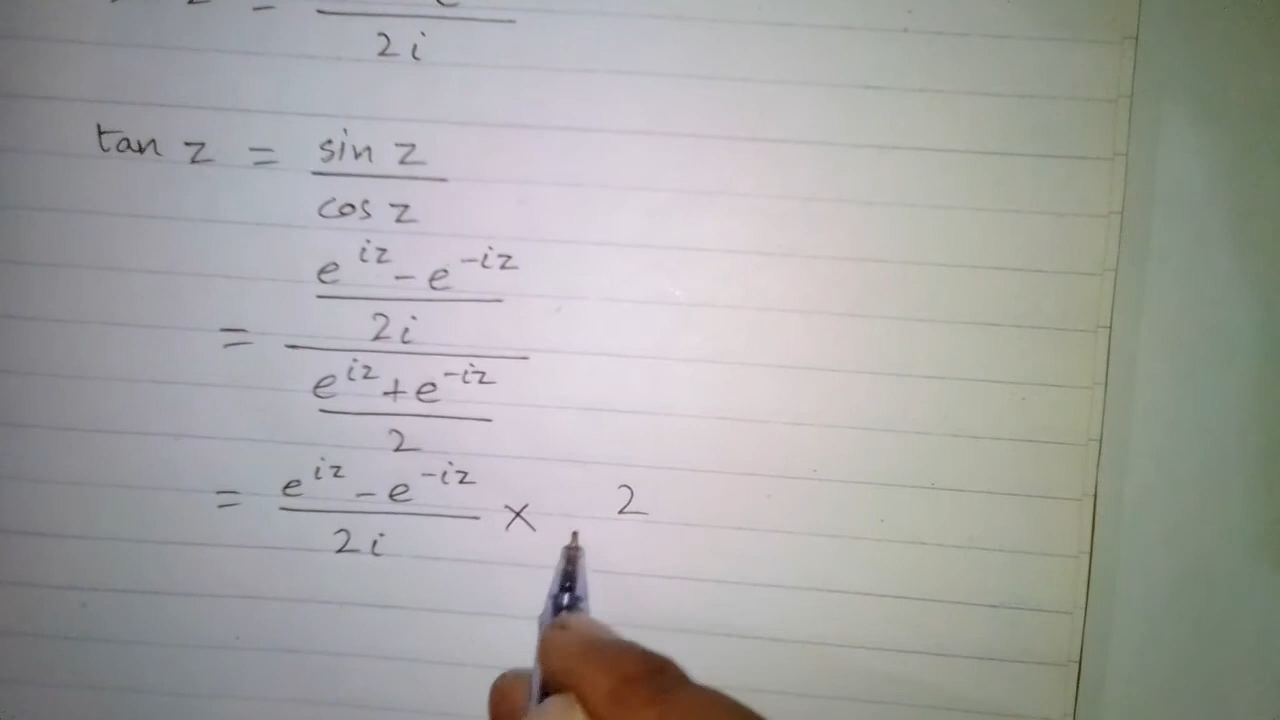 2i
tan z = sin z
cos z
e^{iz} - e^{-iz}
2i
=
e^{iz} + e^{-iz}
2
= e^{iz} - e^{-iz} × 2
2i